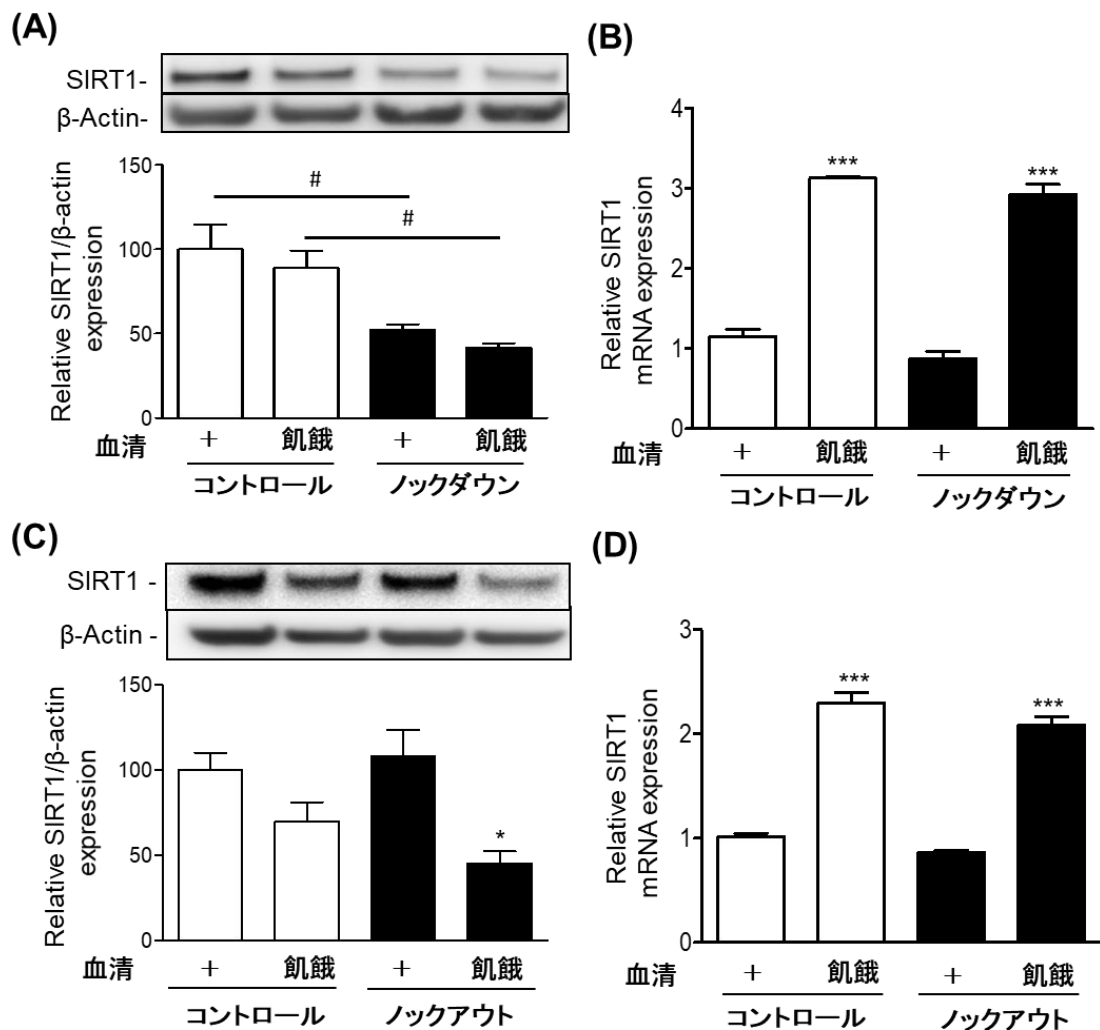 (A)
SIRT1-
β-Actin-
Relative SIRT1/β-actin
expression
150
100
50
0
#
#
血清
+
飢餓
+
飢餓
コントロール
ノックダウン
(B)
Relative SIRT1
mRNA expression
4
3
2
1
0
***
***
血清
+
飢餓
+
飢餓
コントロール
ノックダウン
(C)
SIRT1 -
β-Actin -
Relative SIRT1/β-actin
expression
150
100
50
0
*
血清
+
飢餓
+
飢餓
コントロール
ノックアウト
(D)
Relative SIRT1
mRNA expression
3
2
1
0
***
***
血清
+
飢餓
+
飢餓
コントロール
ノックアウト